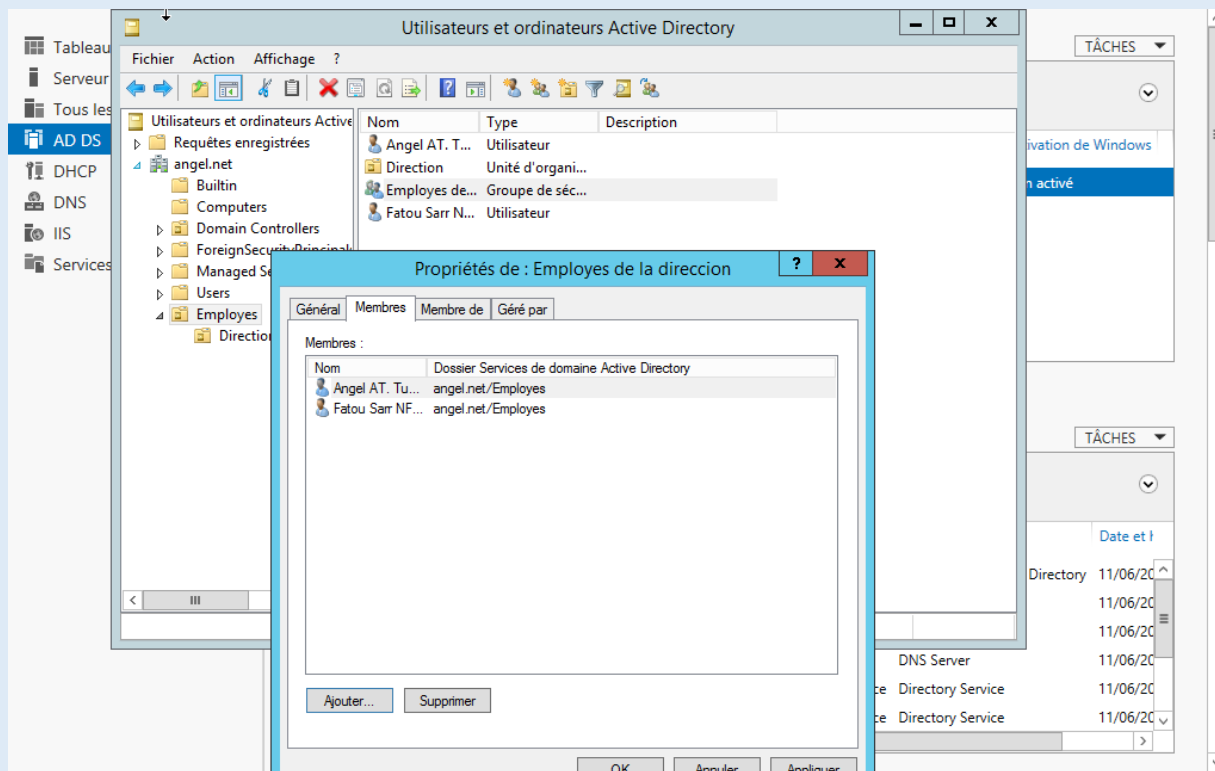 Utilisateurs et ordinateurs Active Directory
Fichier Action Affichage ?
Utilisateurs et ordinateurs Active
Requêtes enregistrées
angel.net
Builtin
Computers
Domain Controllers
ForeignSecurityPrincipals
Managed Se
Users
Employes
Direction
Nom Type Description
Angel AT. T... Utilisateur
Direction Unité d'organi...
Employes de... Groupe de séc...
Fatou Sarr N... Utilisateur
Tableau
Serveur
Tous les
AD DS
DHCP
DNS
IIS
Services
TÂCHES
ivation de Windows
n activé
Propriétés de : Employes de la direccion
? x
Général Membres Membre de Géré par
Membres :
Nom Dossier Services de domaine Active Directory
Angel AT. Tu... angel.net/Employes
Fatou Sarr NF... angel.net/Employes
Ajouter... Supprimer
OK Annuler Appliquer
TÂCHES
Date et h
Directory 11/06/20
11/06/20
11/06/20
DNS Server 11/06/20
ce Directory Service 11/06/20
ce Directory Service 11/06/20